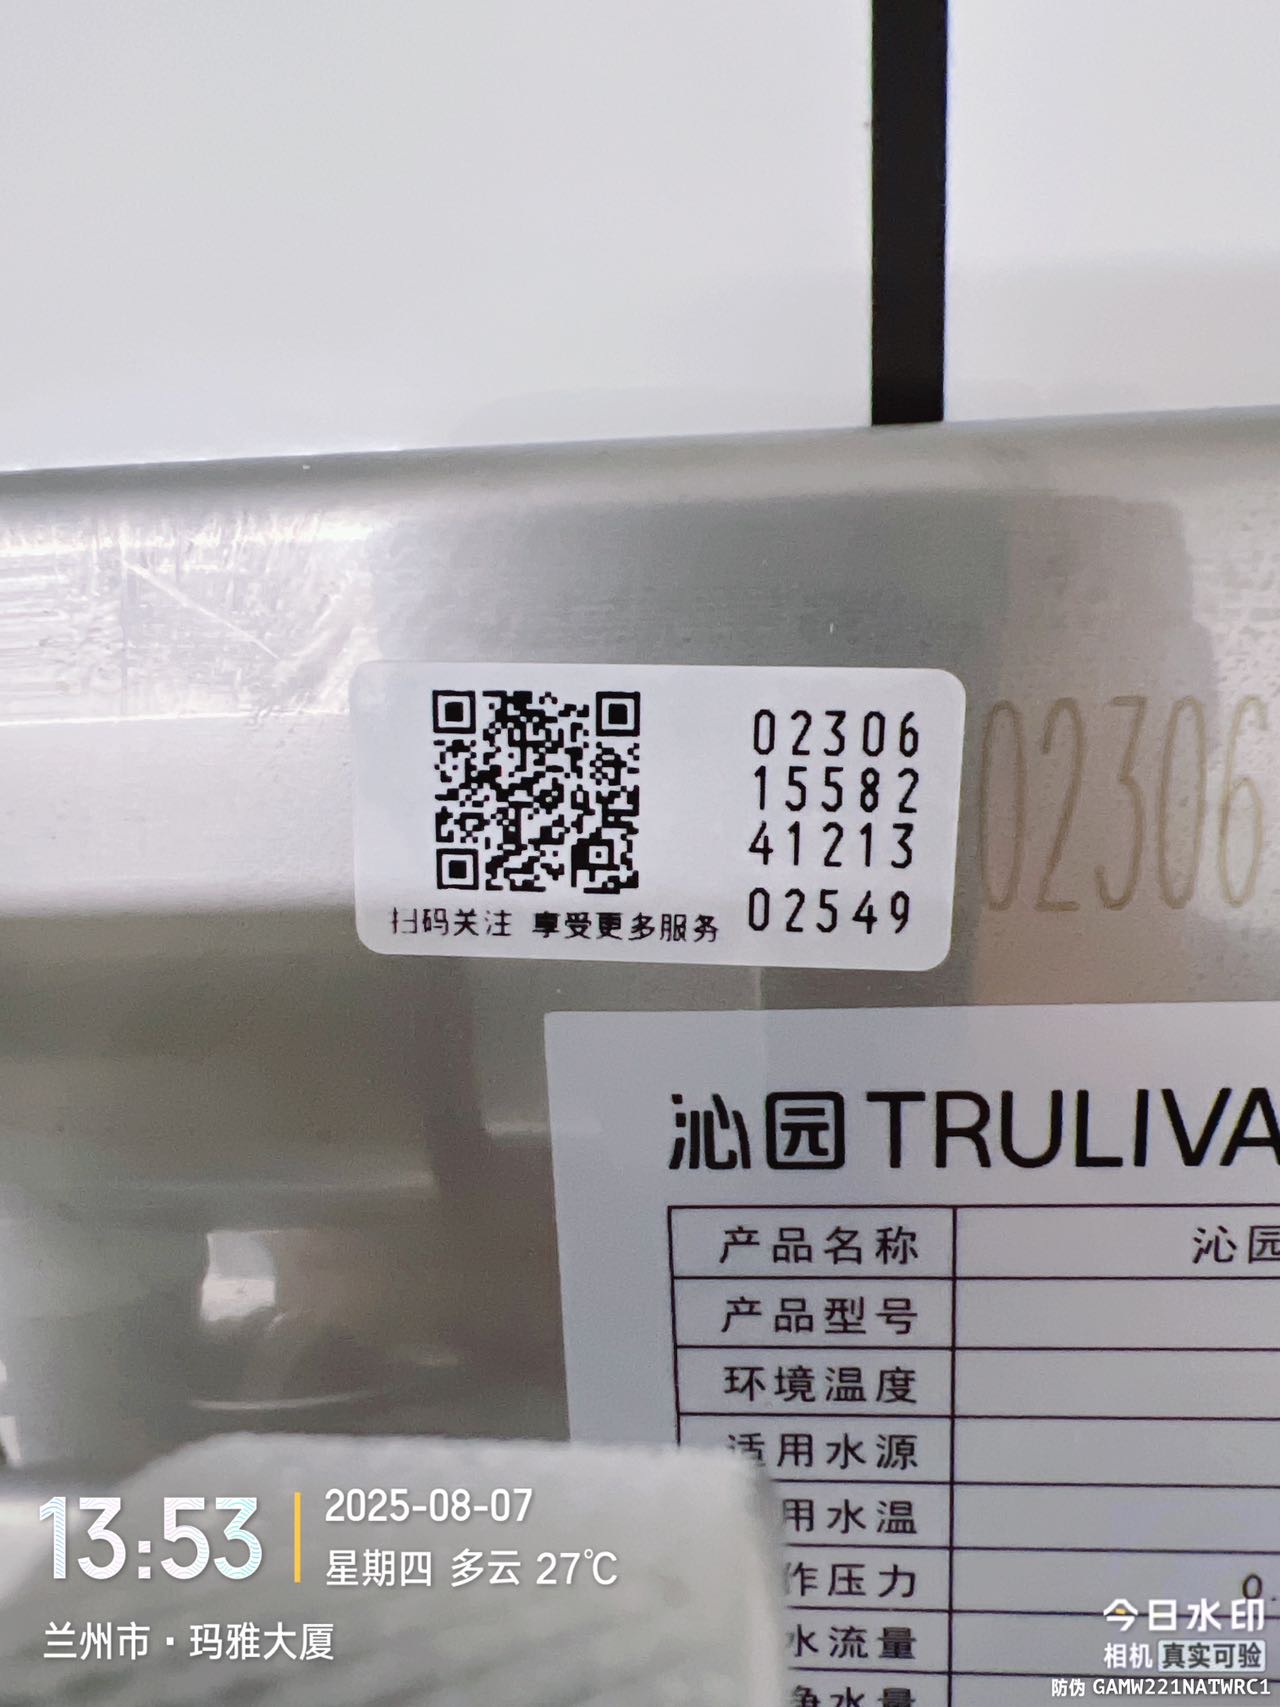 02306
15582
41213
02549
扫码关注 享受更多服务
02306
沁园 TRULIVA
产品名称 沁园
产品型号
环境温度
适用水源
用水温
作压力 0.
水流量
净水量
13:53
2025-08-07
星期四 多云 27℃
兰州市·玛雅大厦
今日水印
相机 真实可验
防伪 GAMW221NATWRC1